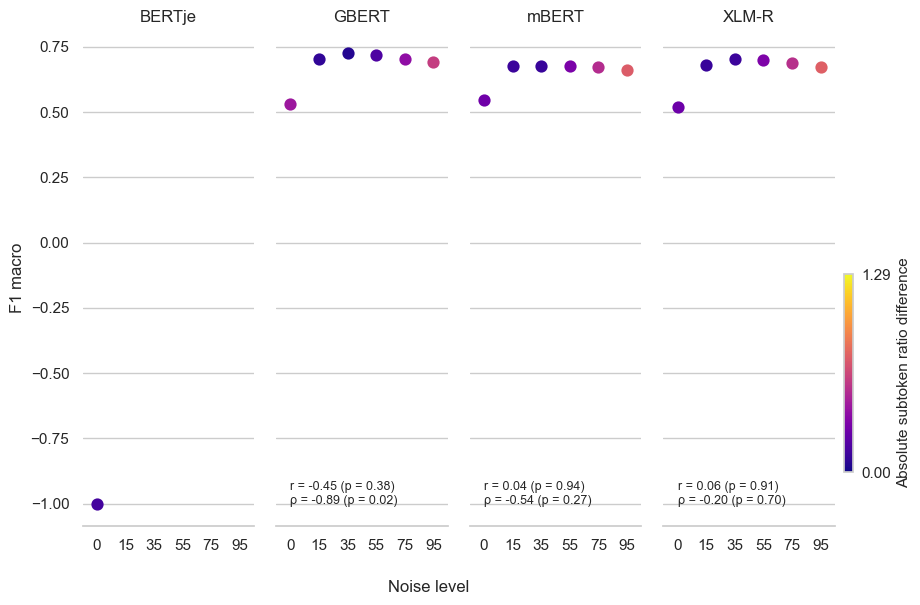 BERTje
GBERT
mBERT
XLM-R
F1 macro
0.75
0.50
0.25
0.00
−0.25
−0.50
−0.75
−1.00
r = -0.45 (p = 0.38)
ρ = -0.89 (p = 0.02)
r = 0.04 (p = 0.94)
ρ = -0.54 (p = 0.27)
r = 0.06 (p = 0.91)
ρ = -0.20 (p = 0.70)
0 15 35 55 75 95
0 15 35 55 75 95
0 15 35 55 75 95
0 15 35 55 75 95
Noise level
1.29
0.00
Absolute subtoken ratio difference